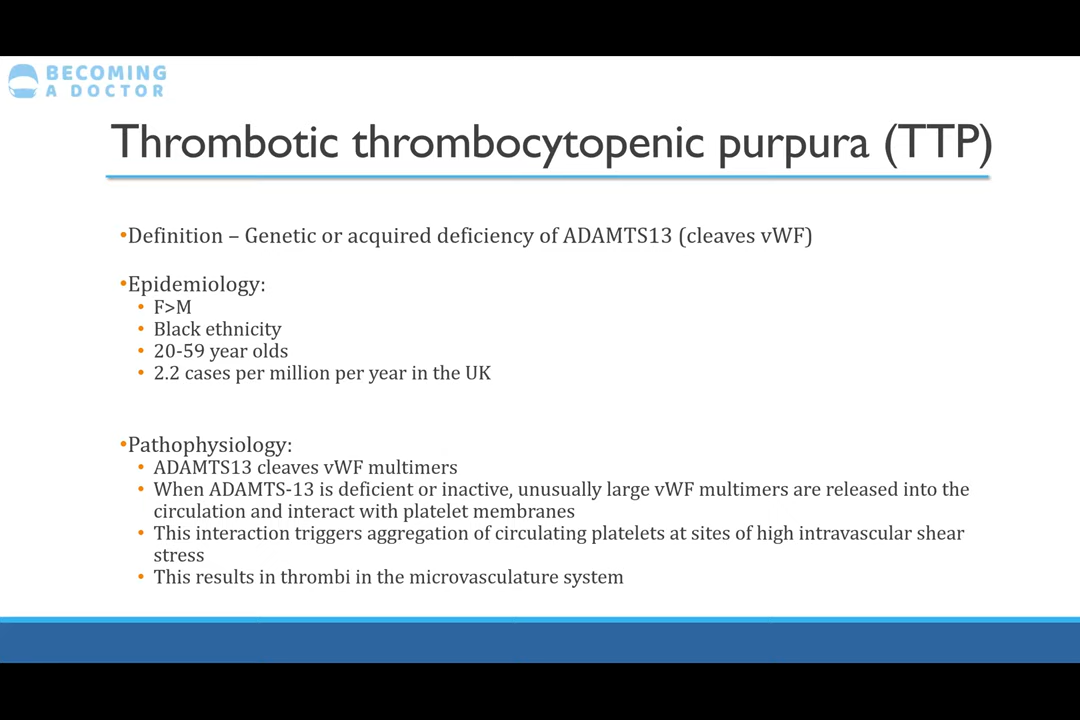 BECOMING
A DOCTOR
Thrombotic thrombocytopenic purpura (TTP)
•Definition – Genetic or acquired deficiency of ADAMTS13 (cleaves vWF)
•Epidemiology:
• F>M
• Black ethnicity
• 20-59 year olds
• 2.2 cases per million per year in the UK
•Pathophysiology:
• ADAMTS13 cleaves vWF multimers
• When ADAMTS-13 is deficient or inactive, unusually large vWF multimers are released into the
circulation and interact with platelet membranes
• This interaction triggers aggregation of circulating platelets at sites of high intravascular shear
stress
• This results in thrombi in the microvasculature system